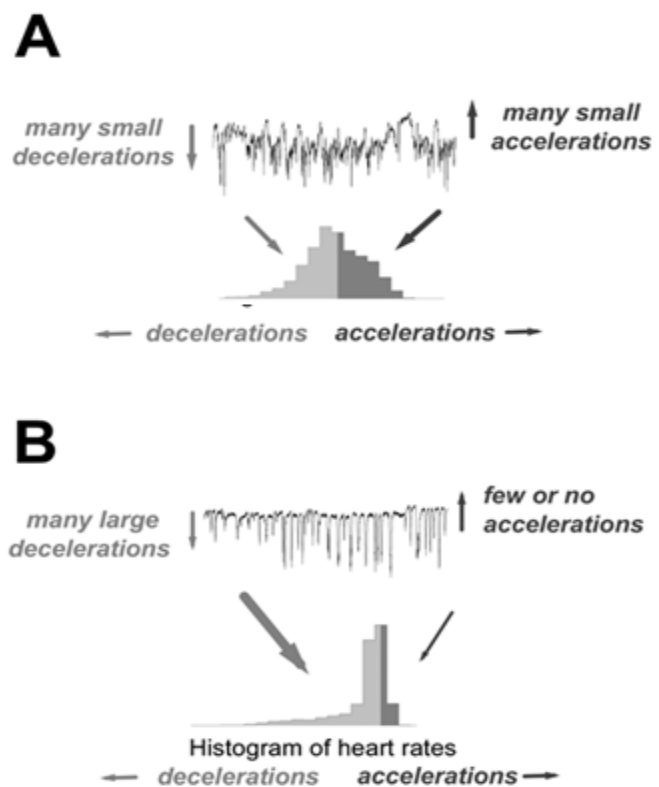 A
many small
decelerations
many small
accelerations
decelerations
accelerations
B
many large
decelerations
few or no
accelerations
Histogram of heart rates
decelerations
accelerations